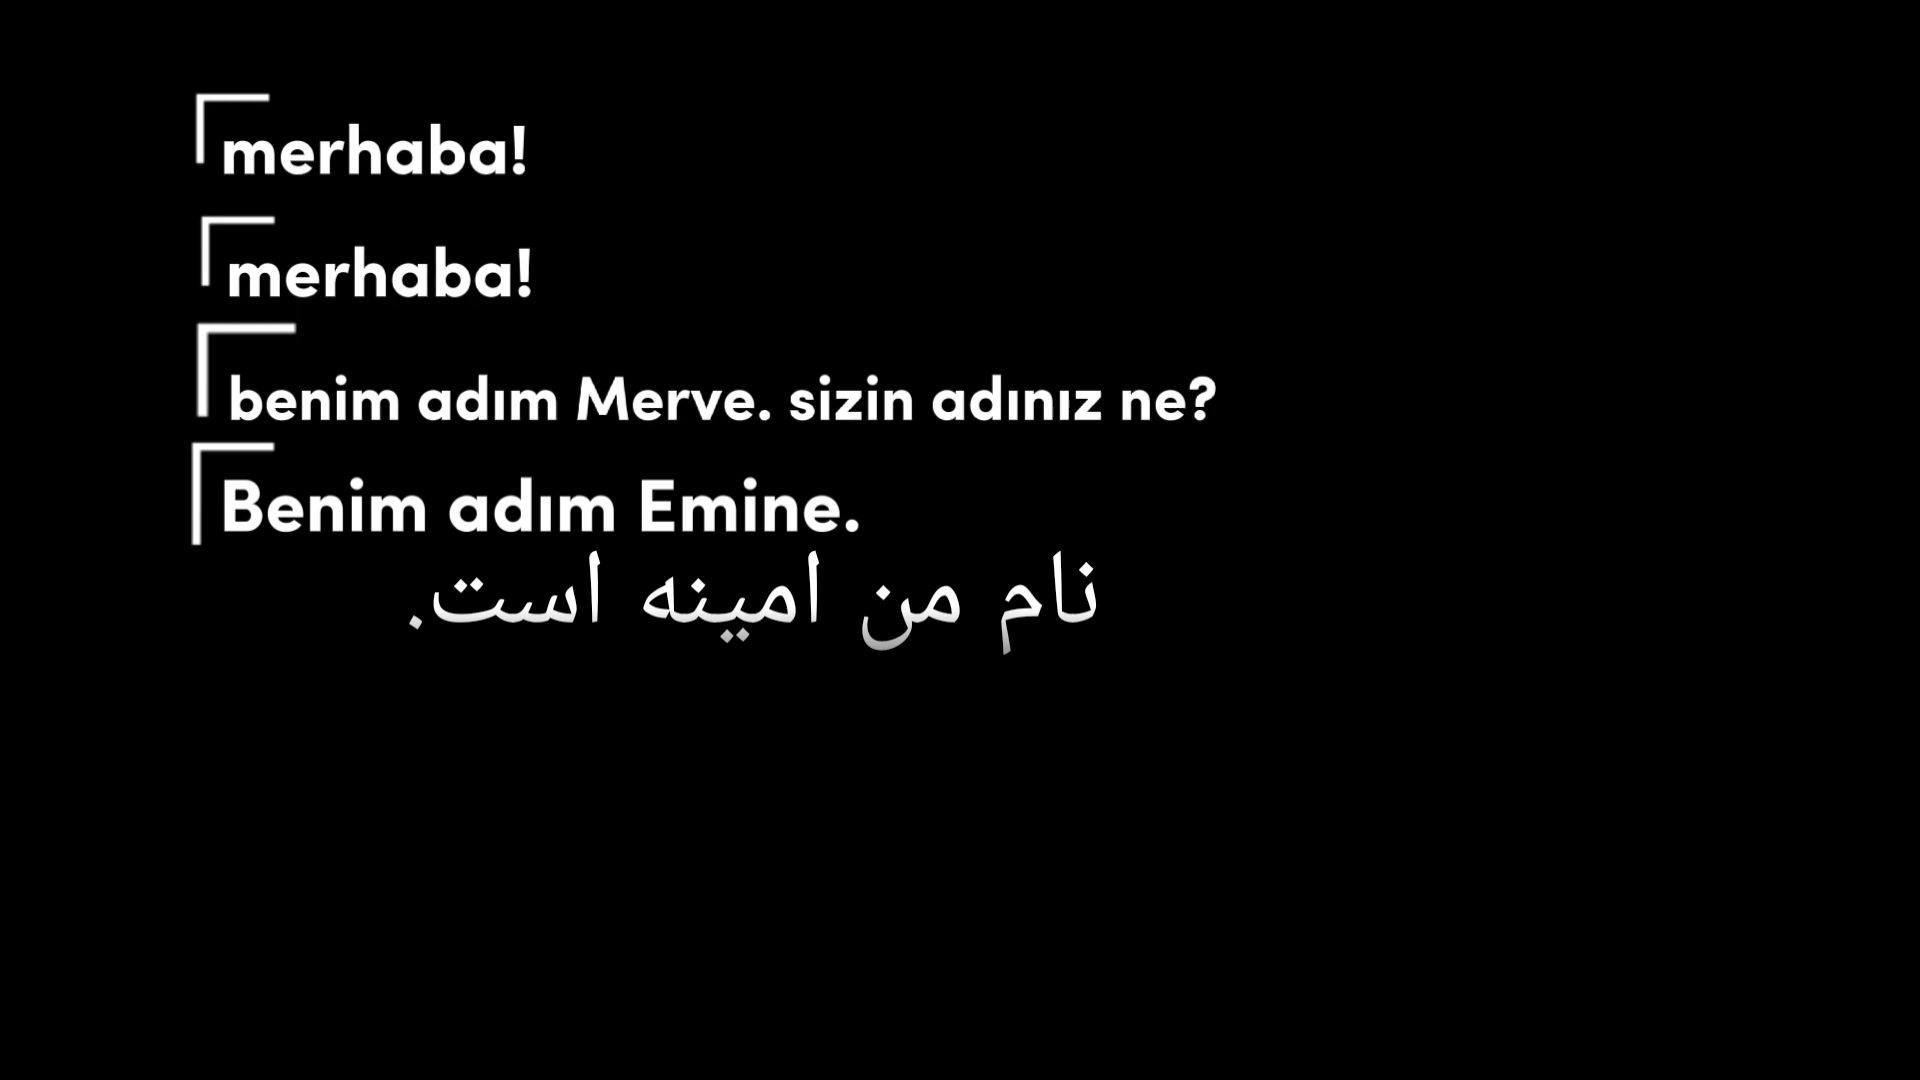 merhaba!
merhaba!
benim adım Merve. sizin adınız ne?
Benim adım Emine.
نام من امینه است.